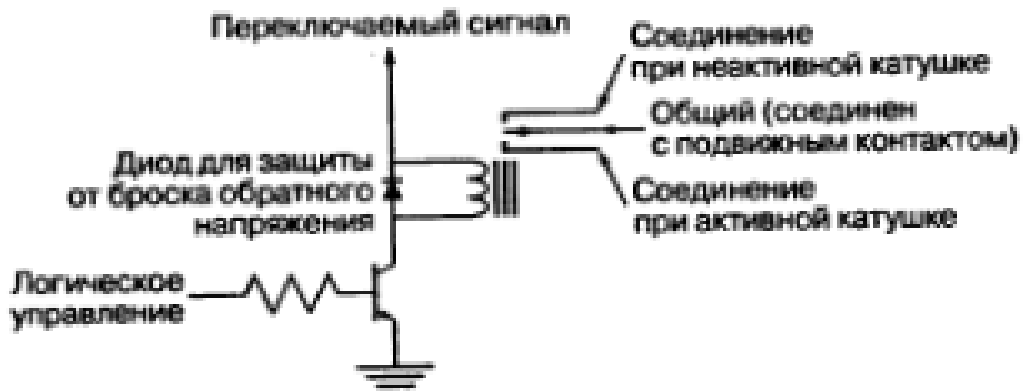 Переключаемый сигнал
Соединение
при неактивной катушке
Общий (соединен
с подвижным контактом)
Диод для защиты
от броска обратного
напряжения
Соединение
при активной катушке
Логическое
управление